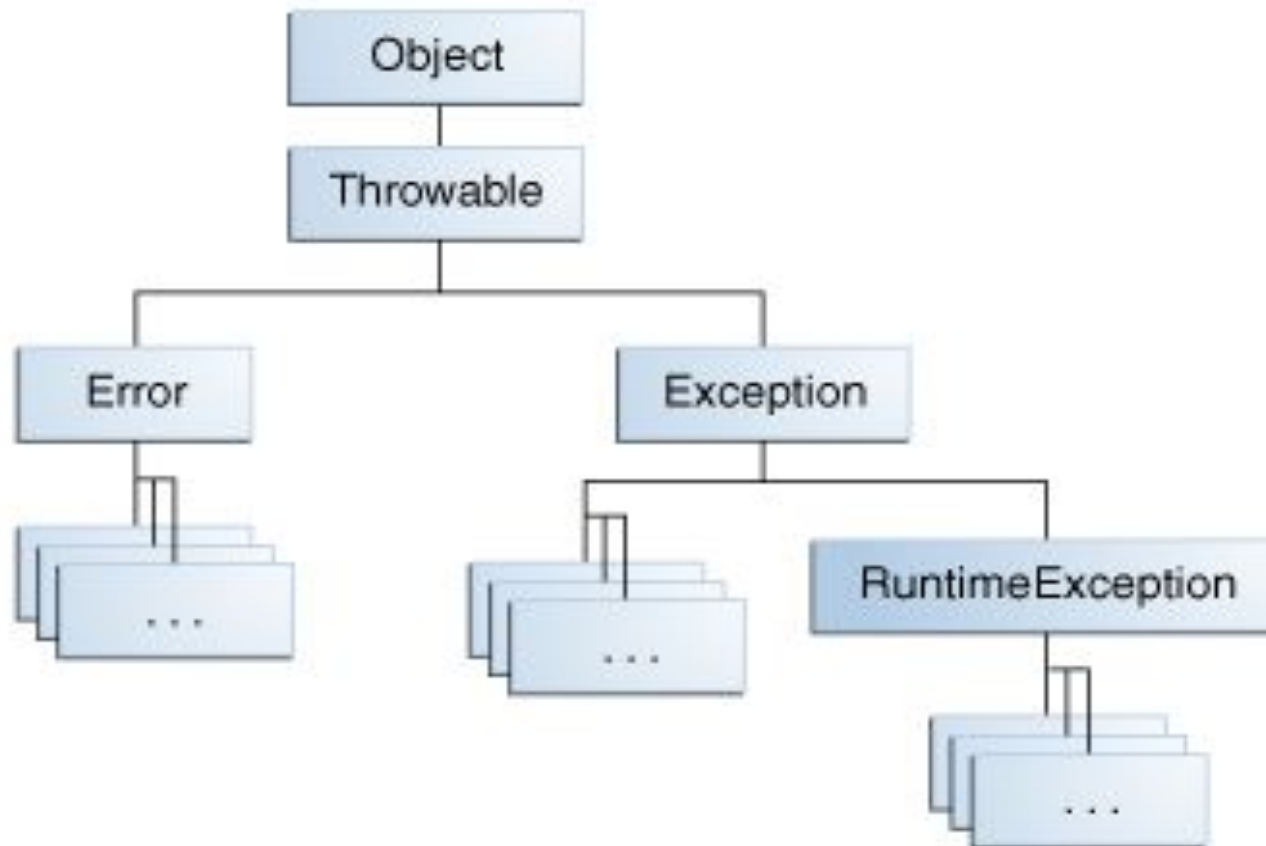 Object
Throwable
Error
Exception
. . .
. . .
RuntimeException
. . .